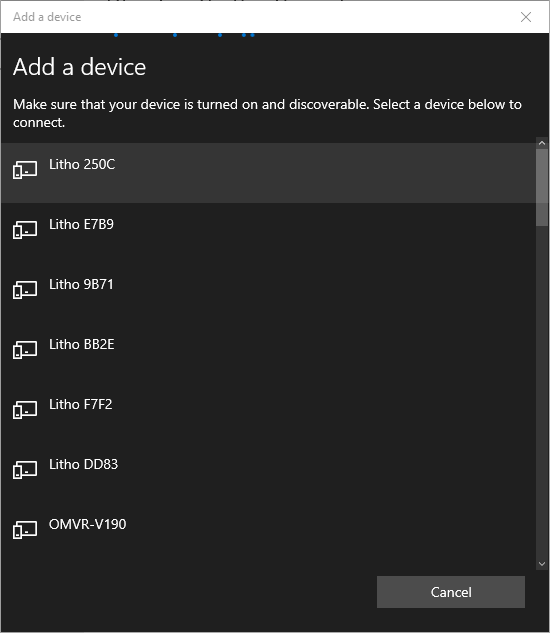 Add a device
Add a device
Make sure that your device is turned on and discoverable. Select a device below to
connect.
Litho 250C
Litho E7B9
Litho 9B71
Litho BB2E
Litho F7F2
Litho DD83
OMVR-V190
Cancel